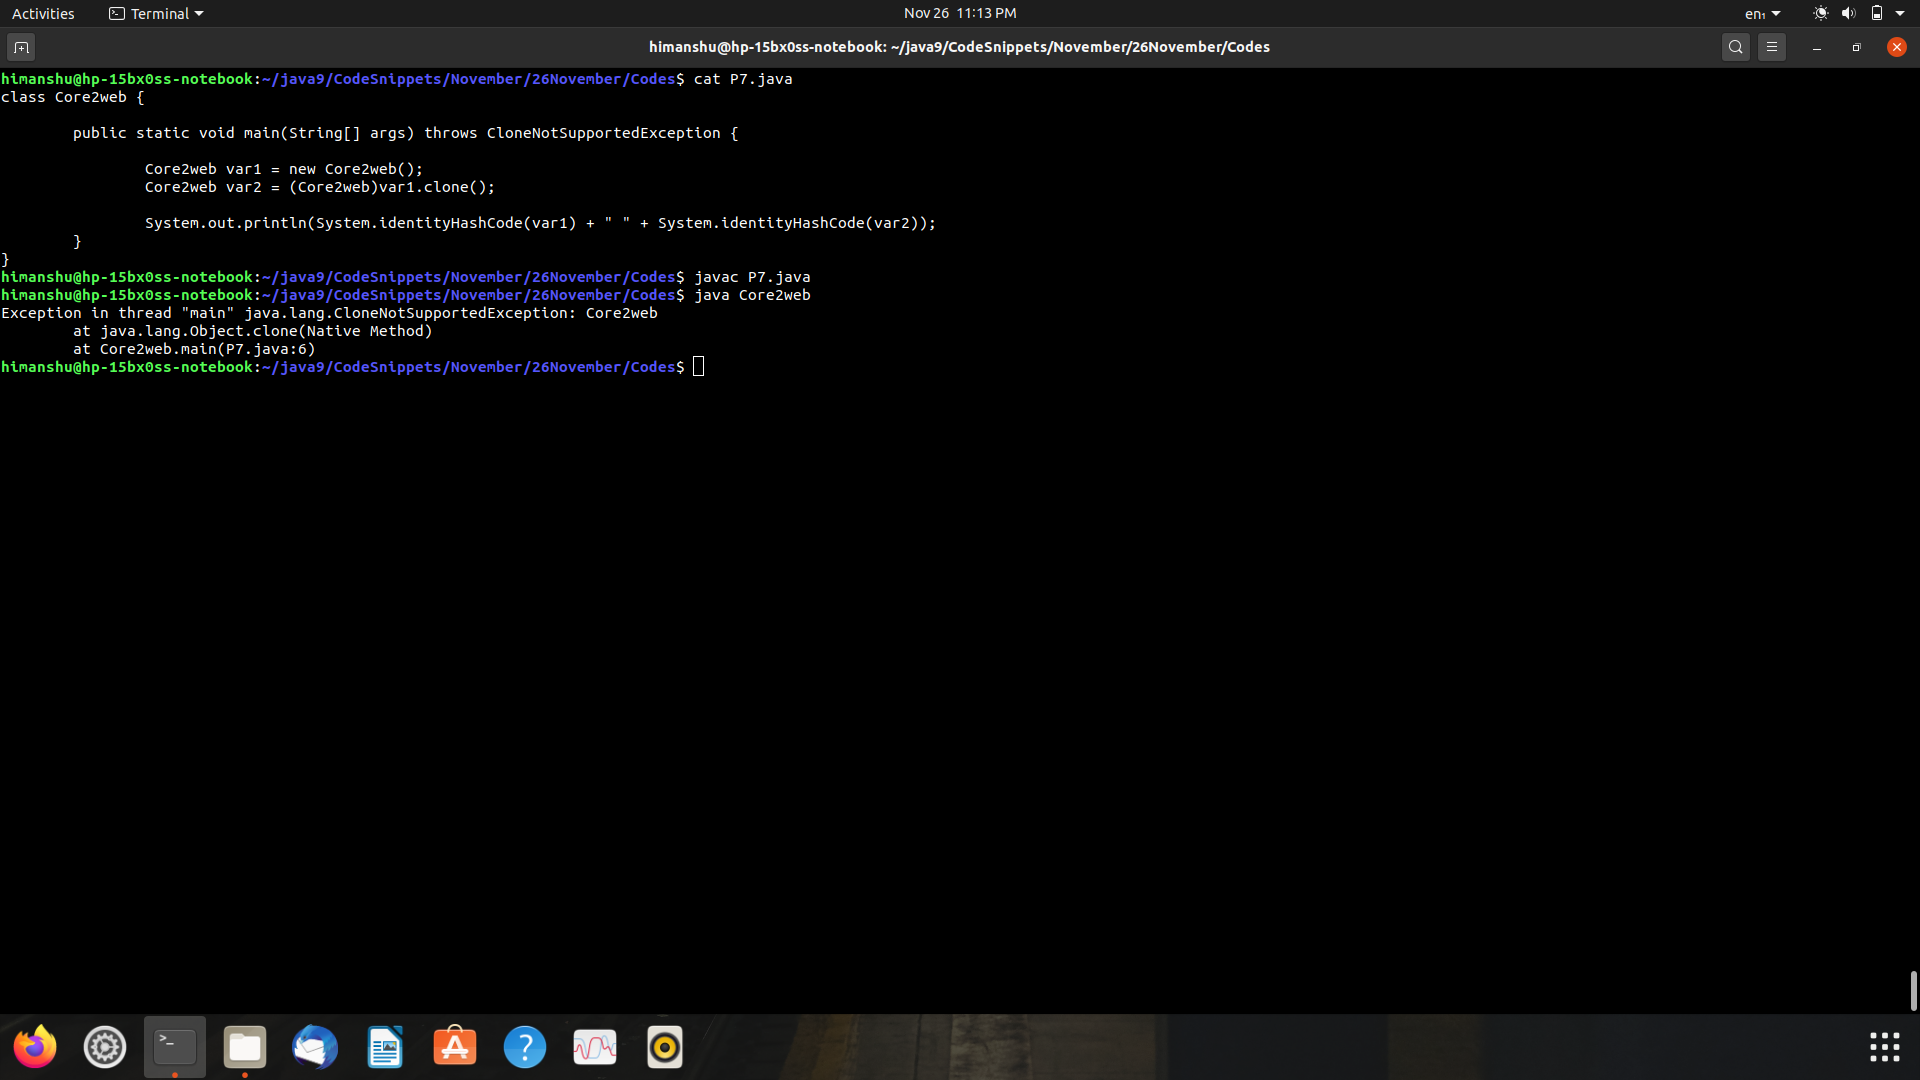 Activities Terminal Nov 26 11:13 PM en₁
himanshu@hp-15bx0ss-notebook: ~/java9/CodeSnippets/November/26November/Codes
himanshu@hp-15bx0ss-notebook:~/java9/CodeSnippets/November/26November/Codes$ cat P7.java
class Core2web {
        public static void main(String[] args) throws CloneNotSupportedException {
                Core2web var1 = new Core2web();
                Core2web var2 = (Core2web)var1.clone();
                System.out.println(System.identityHashCode(var1) + " " + System.identityHashCode(var2));
        }
}
himanshu@hp-15bx0ss-notebook:~/java9/CodeSnippets/November/26November/Codes$ javac P7.java
himanshu@hp-15bx0ss-notebook:~/java9/CodeSnippets/November/26November/Codes$ java Core2web
Exception in thread "main" java.lang.CloneNotSupportedException: Core2web
        at java.lang.Object.clone(Native Method)
        at Core2web.main(P7.java:6)
himanshu@hp-15bx0ss-notebook:~/java9/CodeSnippets/November/26November/Codes$